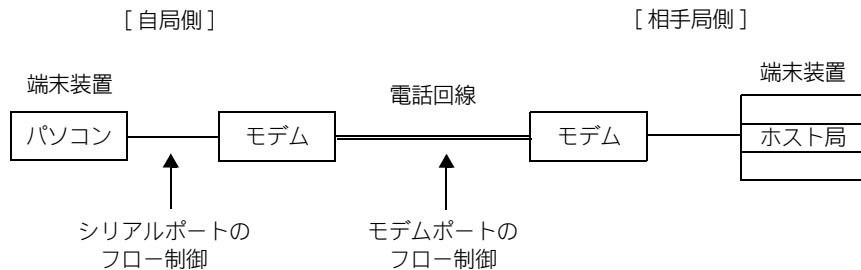 [ 自局側 ]
[ 相手局側 ]
端末装置
電話回線
端末装置
パソコン
モデム
モデム
ホスト局
シリアルポートの
フロー制御
モデムポートの
フロー制御